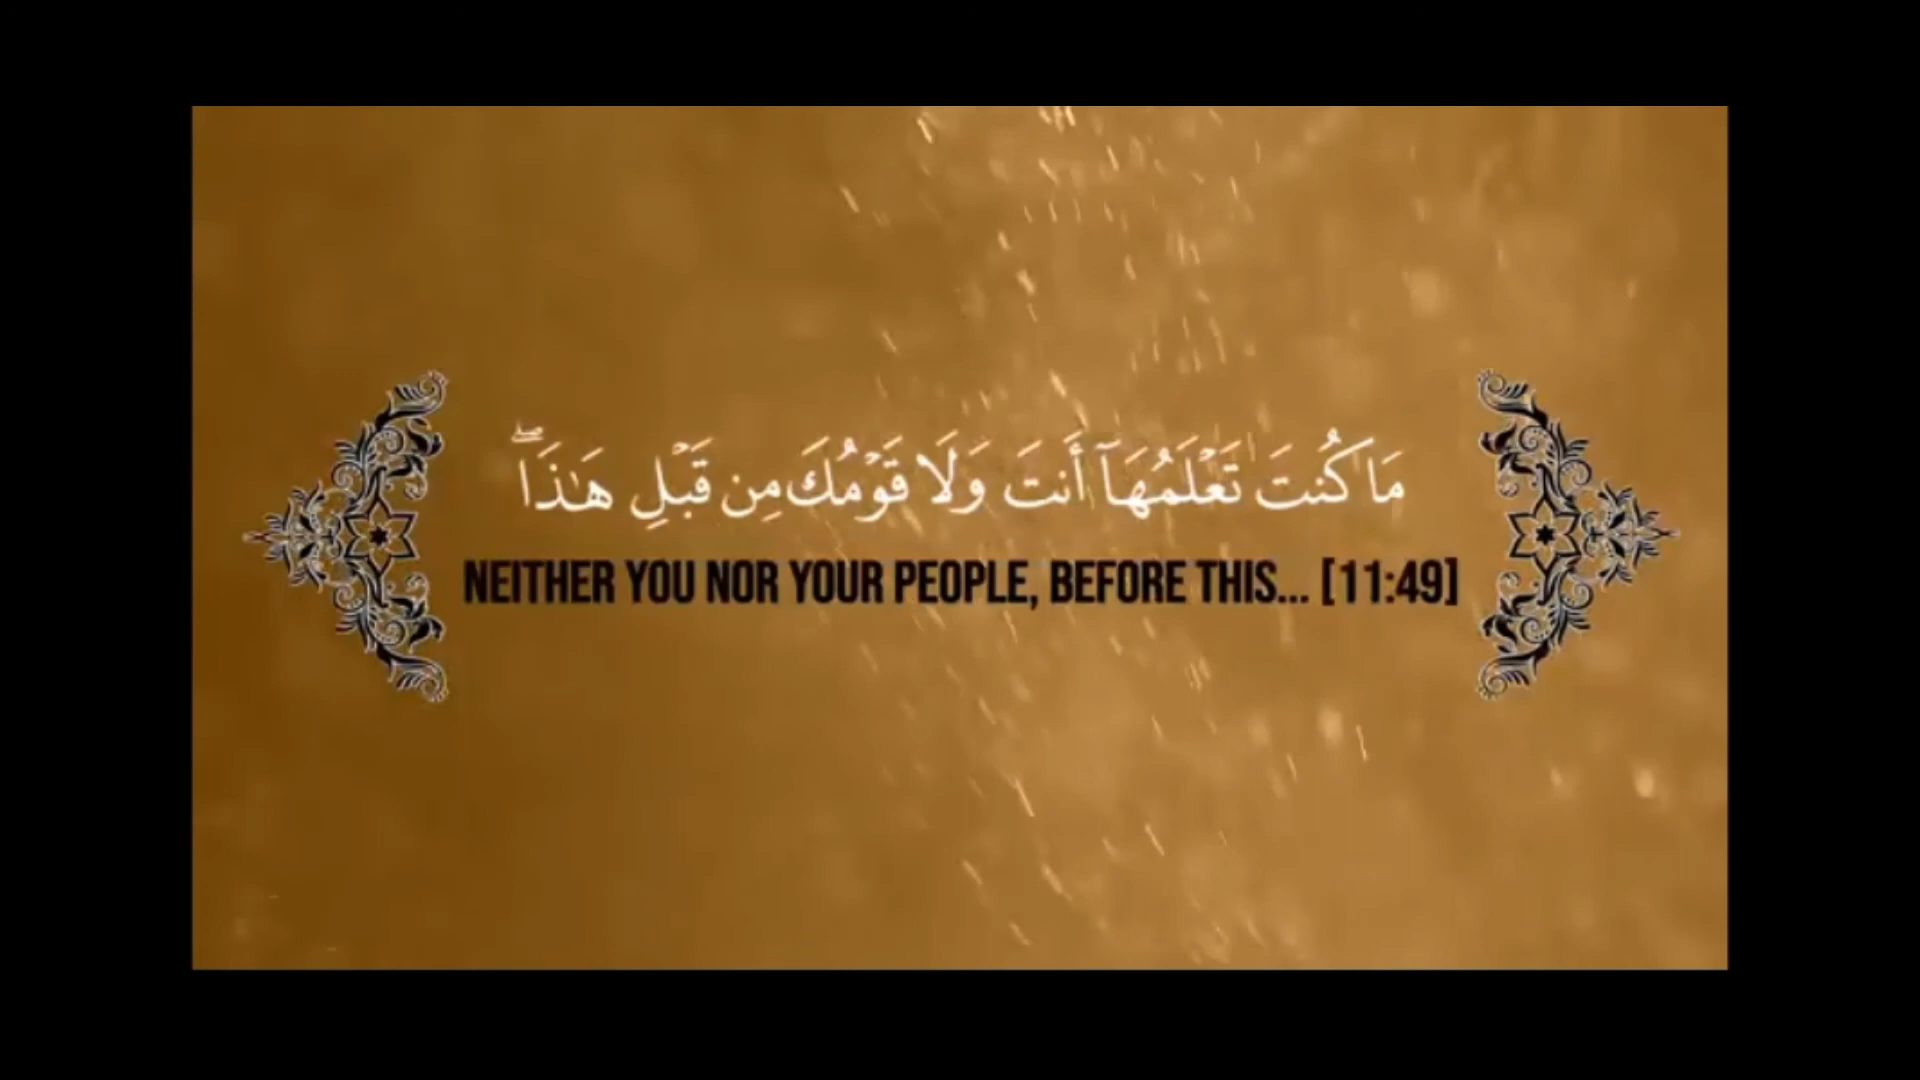 مَا كُنتَ تَعْلَمُهَآ أَنتَ وَلَا قَوْمُكَ مِن قَبْلِ هَـٰذَا ۖ
NEITHER YOU NOR YOUR PEOPLE, BEFORE THIS... [11:49]